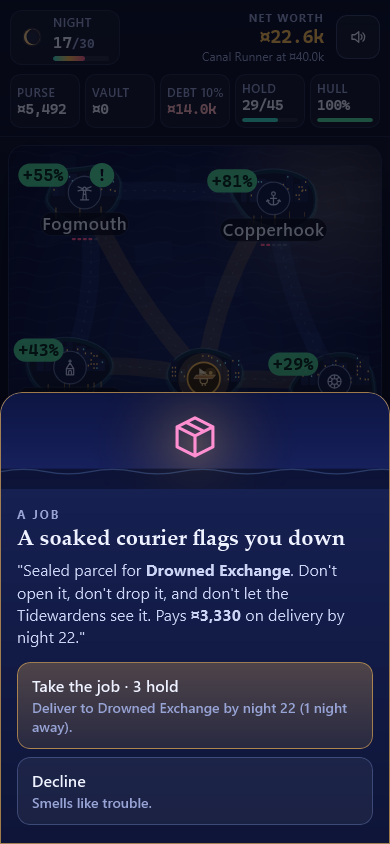 NIGHT
17/30
NET WORTH
¤22.6k
Canal Runner at ¤40.0k
PURSE
¤5,492
VAULT
¤0
DEBT 10%
¤14.0k
HOLD
29/45
HULL
100%
+55%
!
+81%
Fogmouth
Copperhook
+43%
+29%
A JOB
A soaked courier flags you down
"Sealed parcel for Drowned Exchange. Don't
open it, don't drop it, and don't let the
Tidewardens see it. Pays ¤3,330 on delivery by
night 22."
Take the job · 3 hold
Deliver to Drowned Exchange by night 22 (1 night
away).
Decline
Smells like trouble.